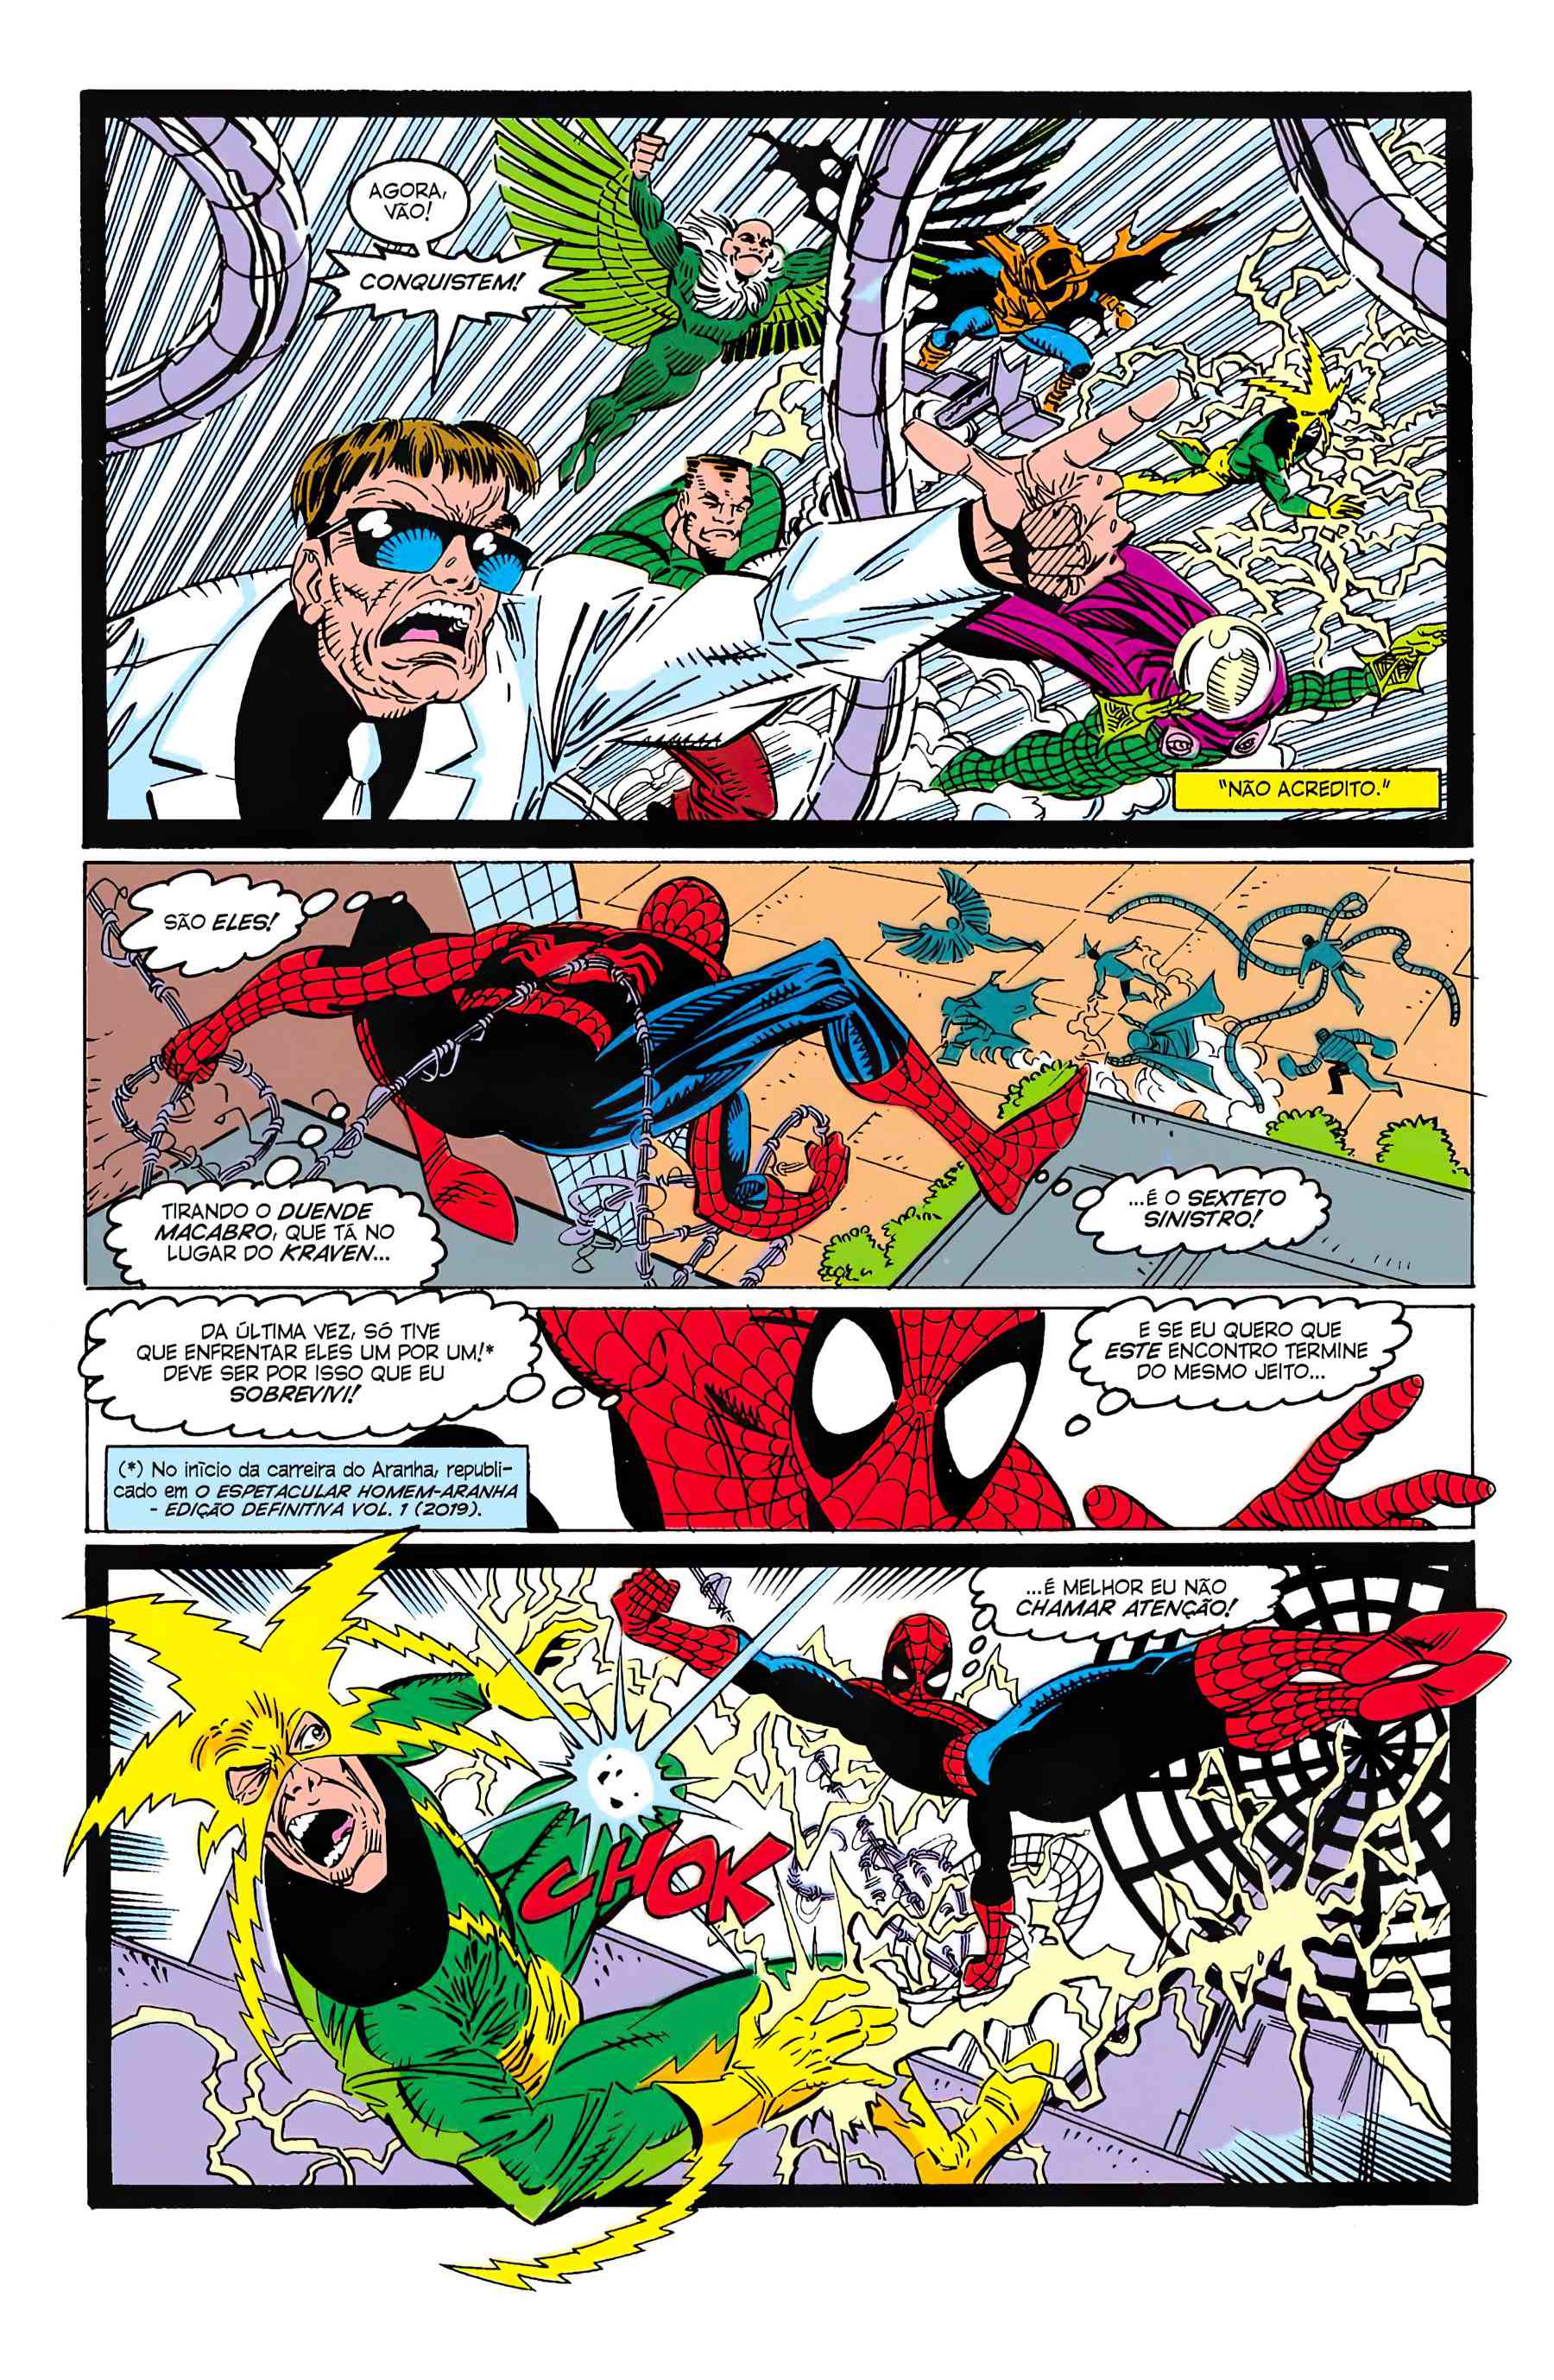 AGORA,
VÃO!
CONQUISTEM!
"NÃO ACREDITO."
SÃO ELES!
TIRANDO O DUENDE
MACABRO, QUE TÁ NO
LUGAR DO KRAVEN...
...É O SEXTETO
SINISTRO!
DA ÚLTIMA VEZ, SÓ TIVE
QUE ENFRENTAR ELES UM POR UM!*
DEVE SER POR ISSO QUE EU
SOBREVIVI!
(*) No início da carreira do Aranha, republi-
cado em O ESPETACULAR HOMEM-ARANHA
- EDIÇÃO DEFINITIVA VOL. 1 (2019).
E SE EU QUERO QUE
ESTE ENCONTRO TERMINE
DO MESMO JEITO...
...É MELHOR EU NÃO
CHAMAR ATENÇÃO!
CHOK